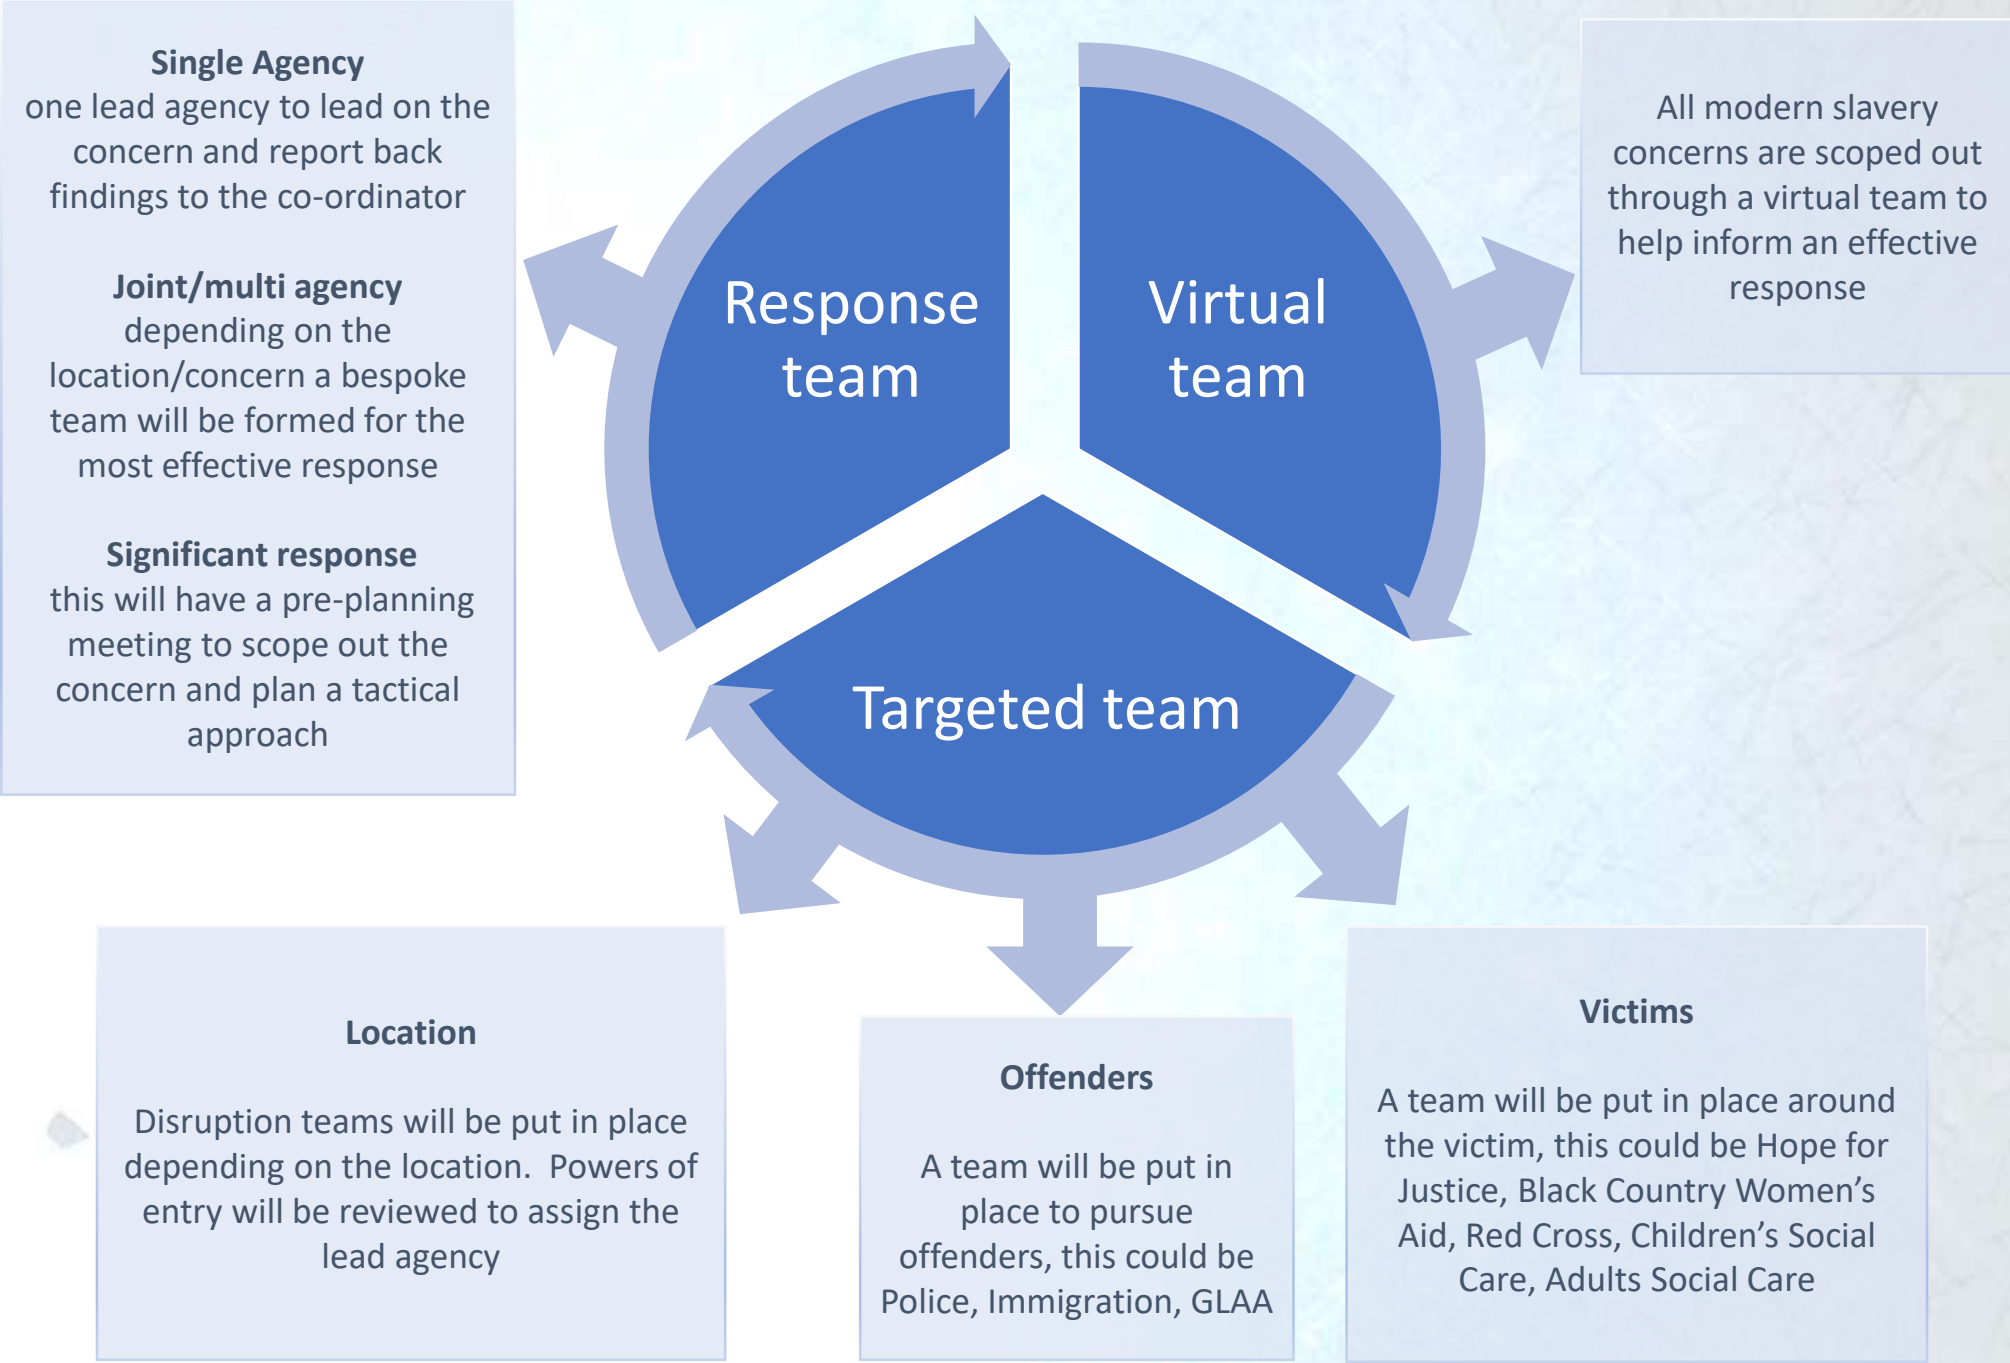 Single Agency
one lead agency to lead on the
concern and report back
findings to the co-ordinator
Joint/multi agency
depending on the
location/concern a bespoke
team will be formed for the
most effective response
Significant response
this will have a pre-planning
meeting to scope out the
concern and plan a tactical
approach
Response
team
Virtual
team
All modern slavery
concerns are scoped out
through a virtual team to
help inform an effective
response
Targeted team
Location
Disruption teams will be put in place
depending on the location.  Powers of
entry will be reviewed to assign the
lead agency
Offenders
A team will be put in
place to pursue
offenders, this could be
Police, Immigration, GLAA
Victims
A team will be put in place around
the victim, this could be Hope for
Justice, Black Country Women’s
Aid, Red Cross, Children’s Social
Care, Adults Social Care